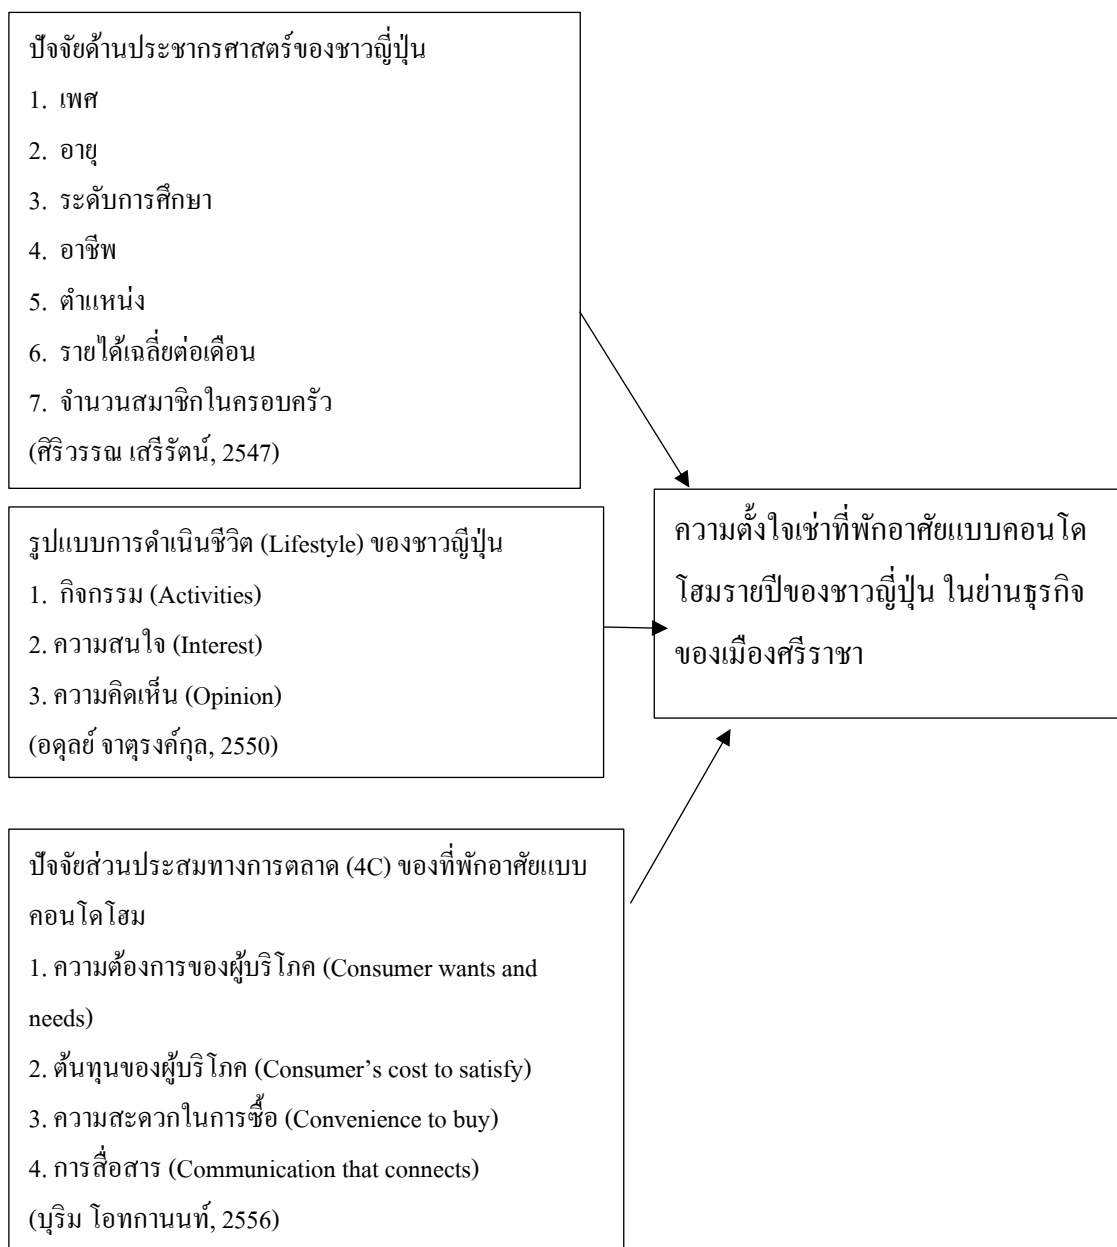 ปัจจัยด้านประชากรศาสตร์ของชาวญี่ปุ่น
1. เพศ
2. อายุ
3. ระดับการศึกษา
4. อาชีพ
5. ตำแหน่ง
6. รายได้เฉลี่ยต่อเดือน
7. จำนวนสมาชิกในครอบครัว
(ศิริวรรณ เสรีรัตน์, 2547)
รูปแบบการดำเนินชีวิต (Lifestyle) ของชาวญีปุ่น
1. กิจกรรม (Activities)
2. ความสนใจ (Interest)
3. ความคิดเห็น (Opinion)
(อดุลย์ จาตุรงค์กุล, 2550)
ความตั้งใจเช่าที่พักอาศัยแบบคอนโด
โฮมรายปีของชาวญี่ปุ่น ในย่านธุรกิจ
ของเมืองศรีราชา
ปัจจัยส่วนประสมทางการตลาด (4C) ของที่พักอาศัยแบบ
คอนโดโฮม
1. ความต้องการของผู้บริโภค (Consumer wants and
needs)
2. ต้นทุนของผู้บริโภค (Consumer’s cost to satisfy)
3. ความสะดวกในการซื้อ (Convenience to buy)
4. การสื่อสาร (Communication that connects)
(บุริม โอทกานนท์, 2556)